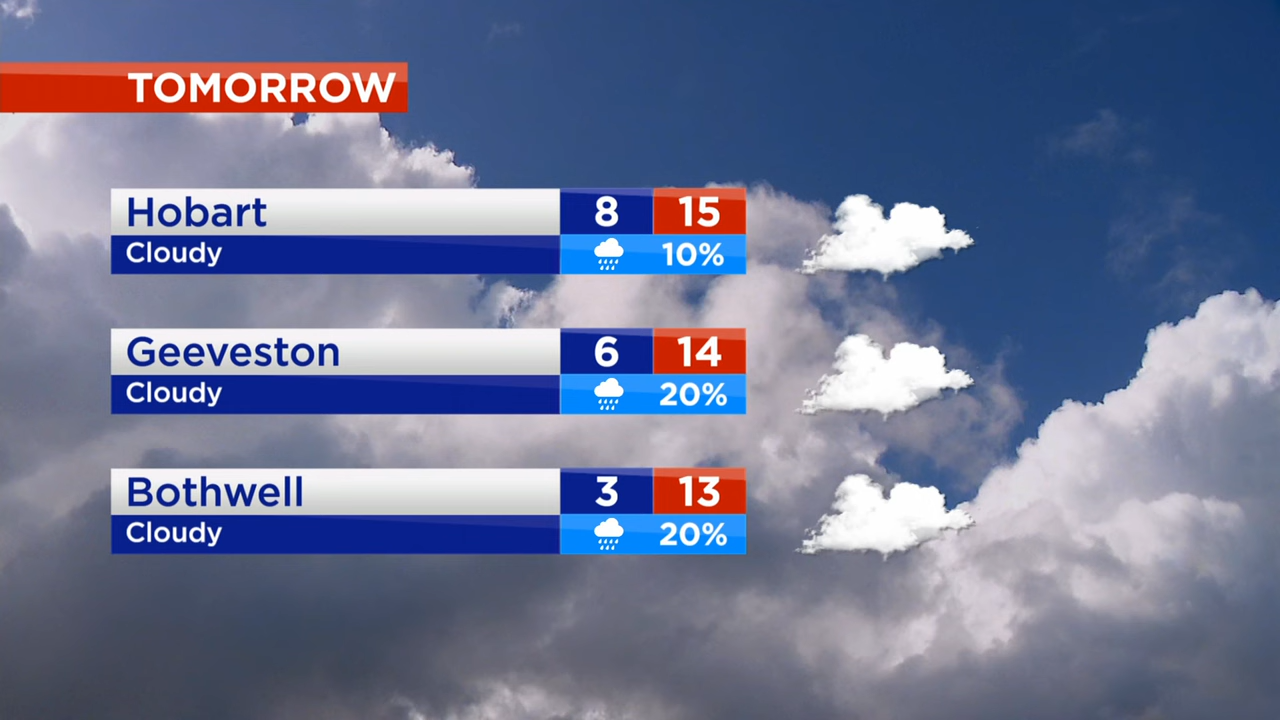 TOMORROW
Hobart 8 15
Cloudy 10%
Geeveston 6 14
Cloudy 20%
Bothwell 3 13
Cloudy 20%